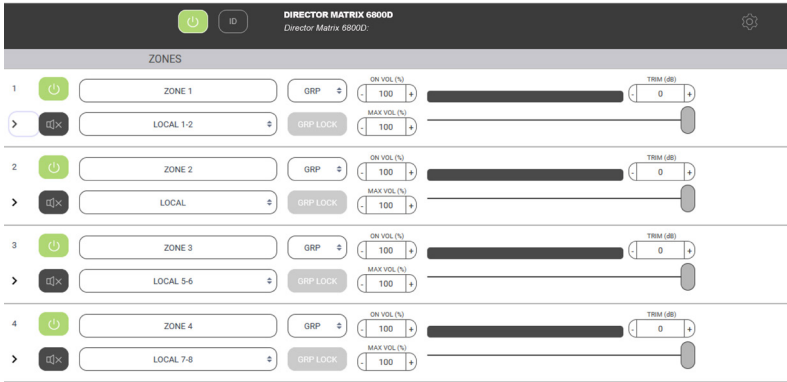 ID
DIRECTOR MATRIX 6800D
Director Matrix 6800D:
ZONES
1
ZONE 1
GRP
ON VOL (%)
- 100 +
TRIM (dB)
- 0 +
LOCAL 1-2
GRP LOCK
MAX VOL (%)
- 100 +
2
ZONE 2
GRP
ON VOL (%)
- 100 +
TRIM (dB)
- 0 +
LOCAL
GRP LOCK
MAX VOL (%)
- 100 +
3
ZONE 3
GRP
ON VOL (%)
- 100 +
TRIM (dB)
- 0 +
LOCAL 5-6
GRP LOCK
MAX VOL (%)
- 100 +
4
ZONE 4
GRP
ON VOL (%)
- 100 +
TRIM (dB)
- 0 +
LOCAL 7-8
GRP LOCK
MAX VOL (%)
- 100 +